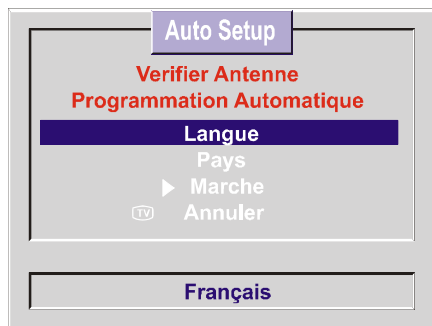 Auto Setup
Verifier Antenne
Programmation Automatique
Langue
Pays
Marche
TV Annuler
Français